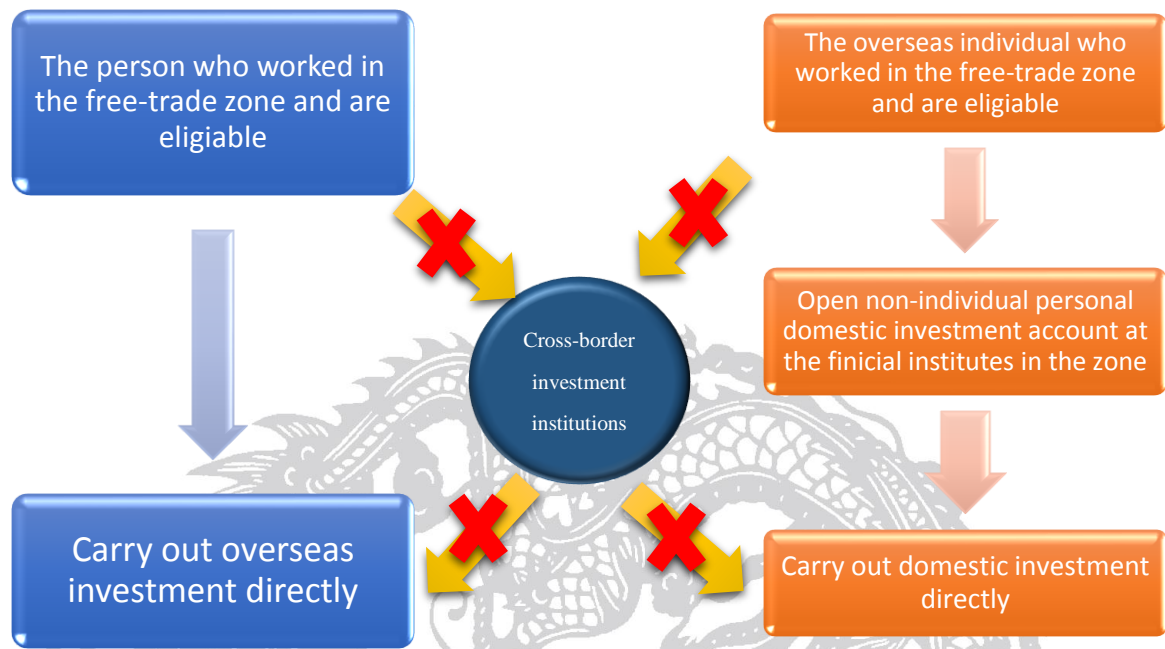 The person who worked in
the free-trade zone and are
eligiable
The overseas individual who
worked in the free-trade zone
and are eligiable
Cross-border
investment
institutions
Open non-individual personal
domestic investment account at
the finicial institutes in the zone
Carry out overseas
investment directly
Carry out domestic investment
directly